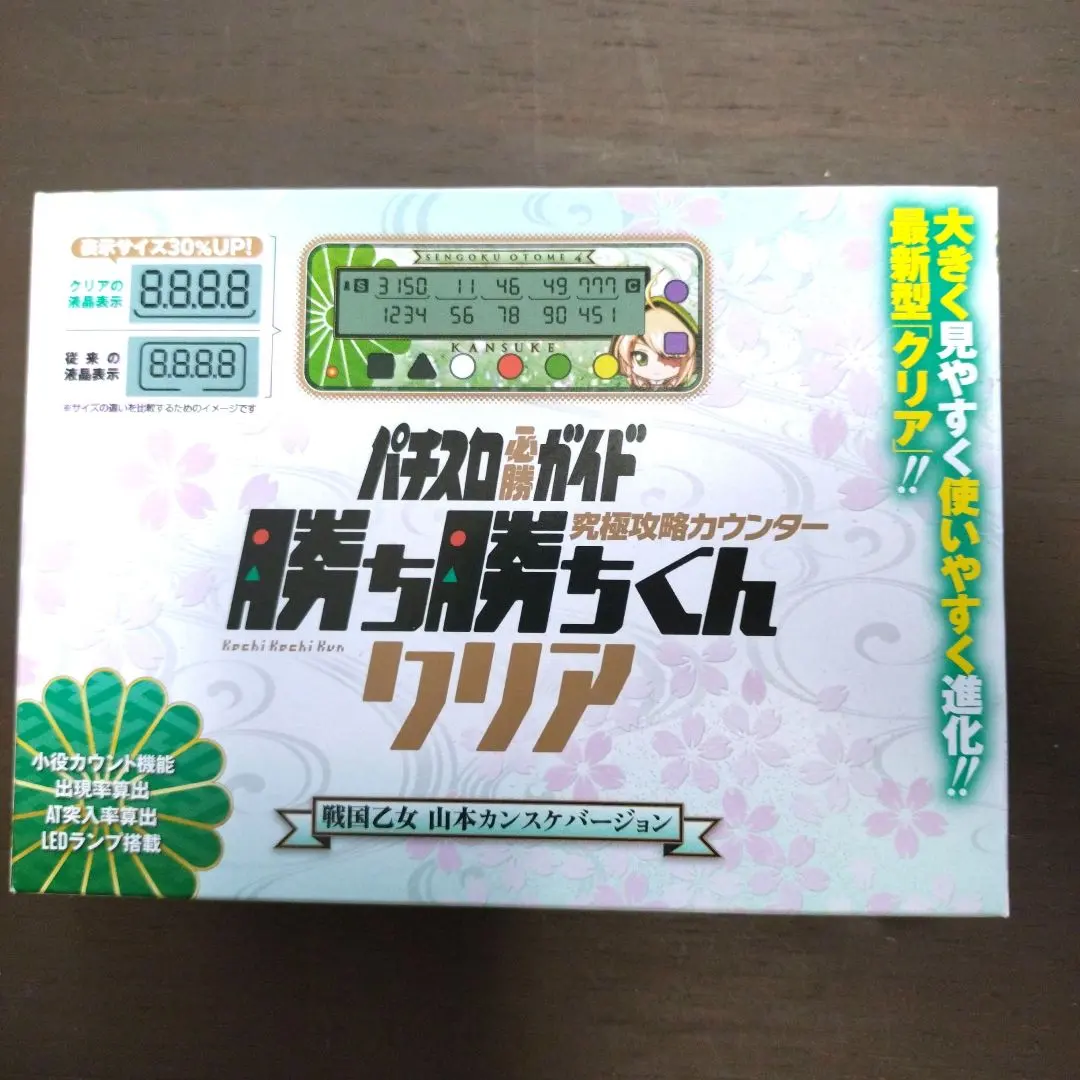 表示サイズ30%UP!
クリアの
液晶表示
8.8.8.8
従来の
液晶表示
8.8.8.8
※サイズの違いを比較するためのイメージです
SENGOKU OTOME 4
S 3150 11 46 49 777 C
1234 56 78 90 451
KANSUKE
大きく見やすく使いやすく進化!!
最新型「クリア」!!
パチスロ必勝ガイド
究極攻略カウンター
勝ち勝ちくん
Kachi Kachi Kun
クリア
小役カウント機能
出現率算出
AT突入率算出
LEDランプ搭載
戦国乙女 山本カンスケバージョン